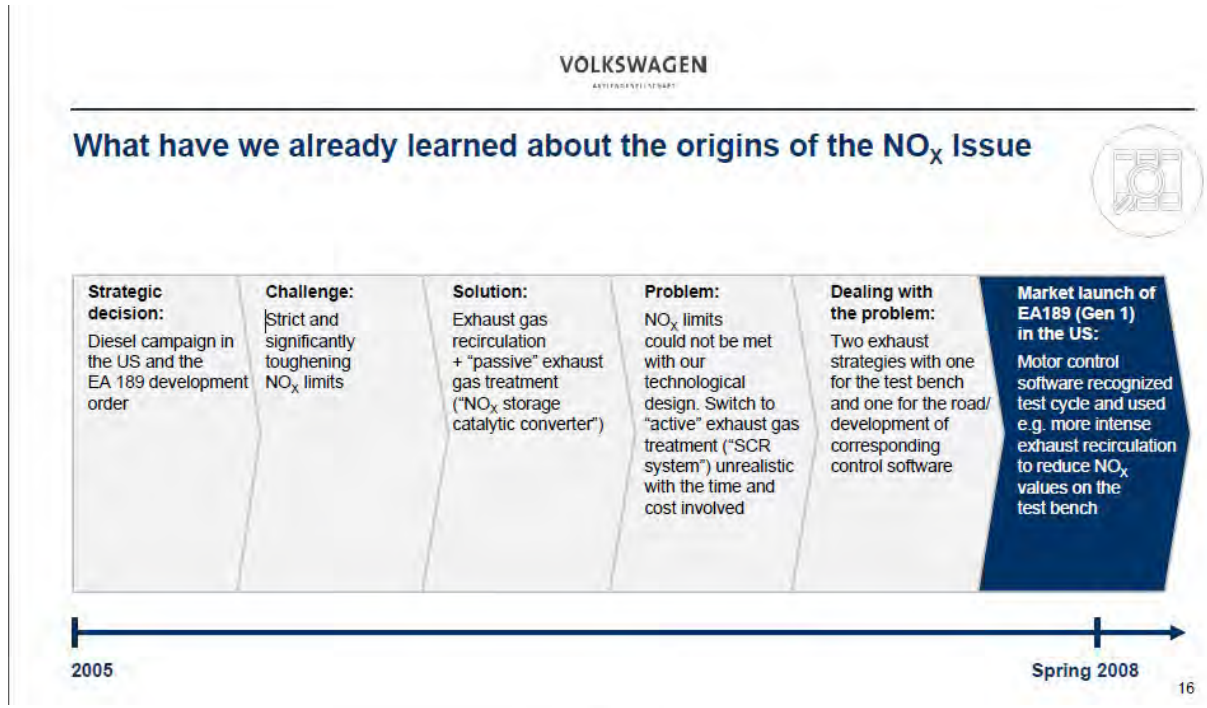 VOLKSWAGEN
AKTIENGESELLSCHAFT
What have we already learned about the origins of the NOX Issue
Strategic
decision:
Diesel campaign in
the US and the
EA 189 development
order
Challenge:
Strict and
significantly
toughening
NOX limits
Solution:
Exhaust gas
recirculation
+ “passive” exhaust
gas treatment
(“NOX storage
catalytic converter”)
Problem:
NOX limits
could not be met
with our
technological
design. Switch to
“active” exhaust gas
treatment (“SCR
system”) unrealistic
with the time and
cost involved
Dealing with
the problem:
Two exhaust
strategies with one
for the test bench
and one for the road/
development of
corresponding
control software
Market launch of
EA189 (Gen 1)
in the US:
Motor control
software recognized
test cycle and used
e.g. more intense
exhaust recirculation
to reduce NOX
values on the
test bench
2005
Spring 2008
16